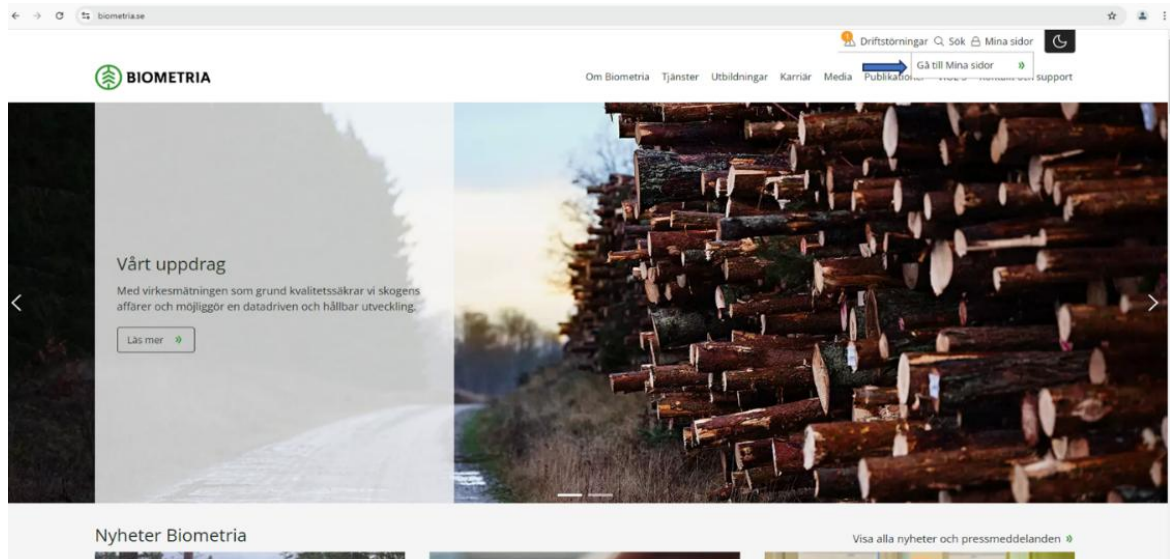 biometria.se
1
Driftstörningar Sök Mina sidor
Gå till Mina sidor
BIOMETRIA
Om Biometria Tjänster Utbildningar Karriär Media support
Vårt uppdrag
Med virkesmätningen som grund kvalitetssäkrar vi skogens
affärer och möjliggör en datadriven och hållbar utveckling.
Läs mer
Nyheter Biometria
Visa alla nyheter och pressmeddelanden